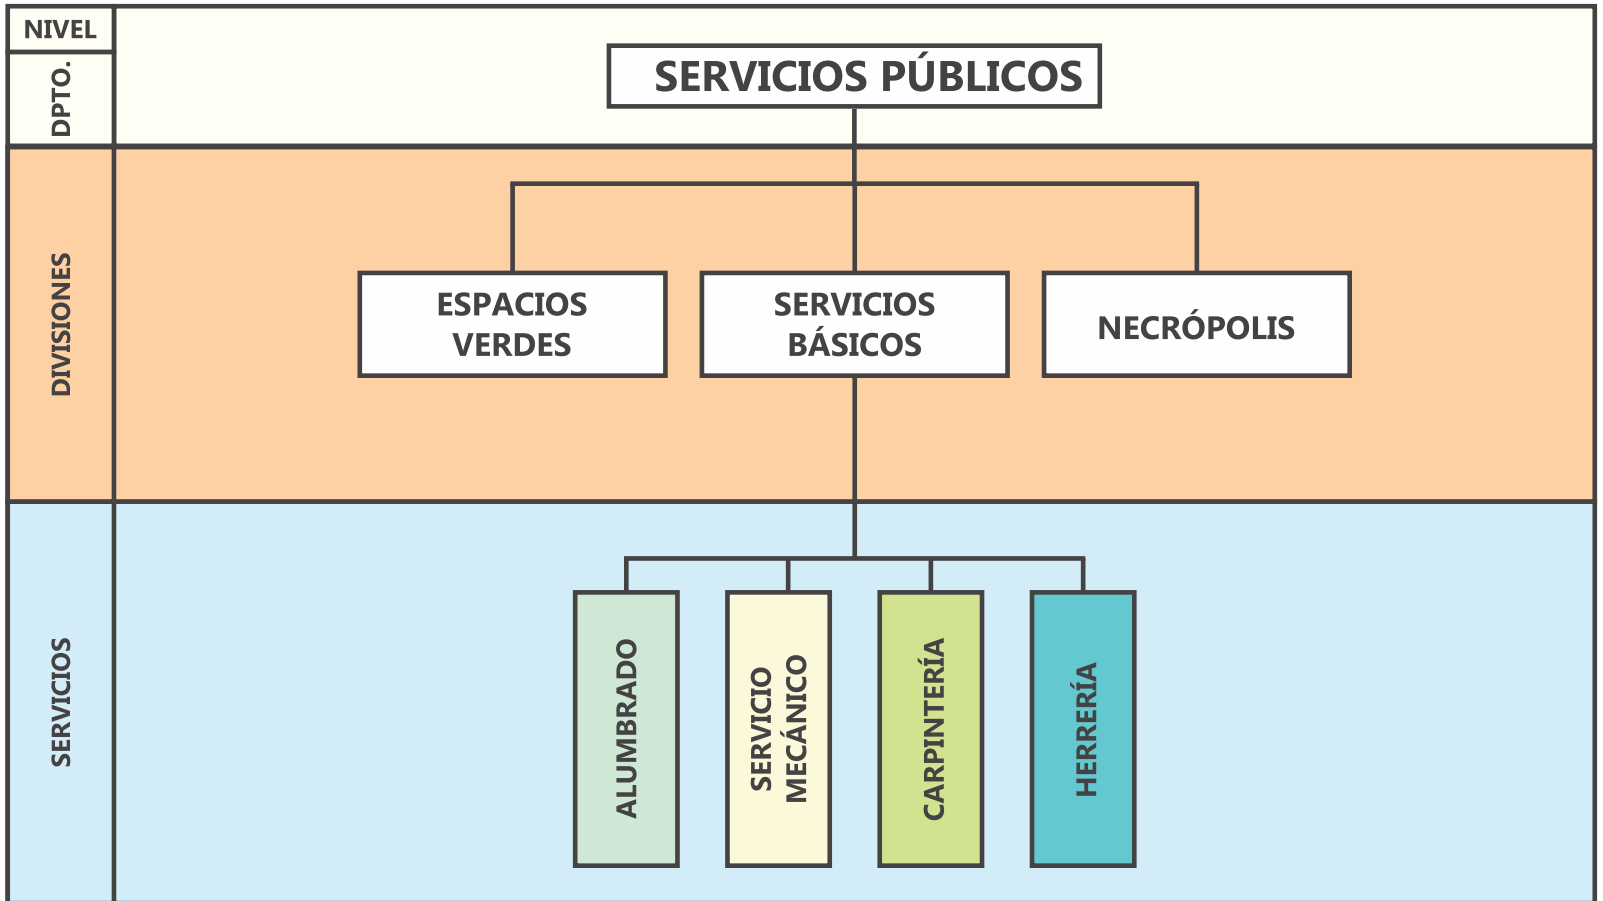 NIVEL
DPTO.
SERVICIOS PÚBLICOS
DIVISIONES
ESPACIOS
VERDES
SERVICIOS
BÁSICOS
NECRÓPOLIS
SERVICIOS
ALUMBRADO
SERVICIO
MECÁNICO
CARPINTERÍA
HERRERÍA